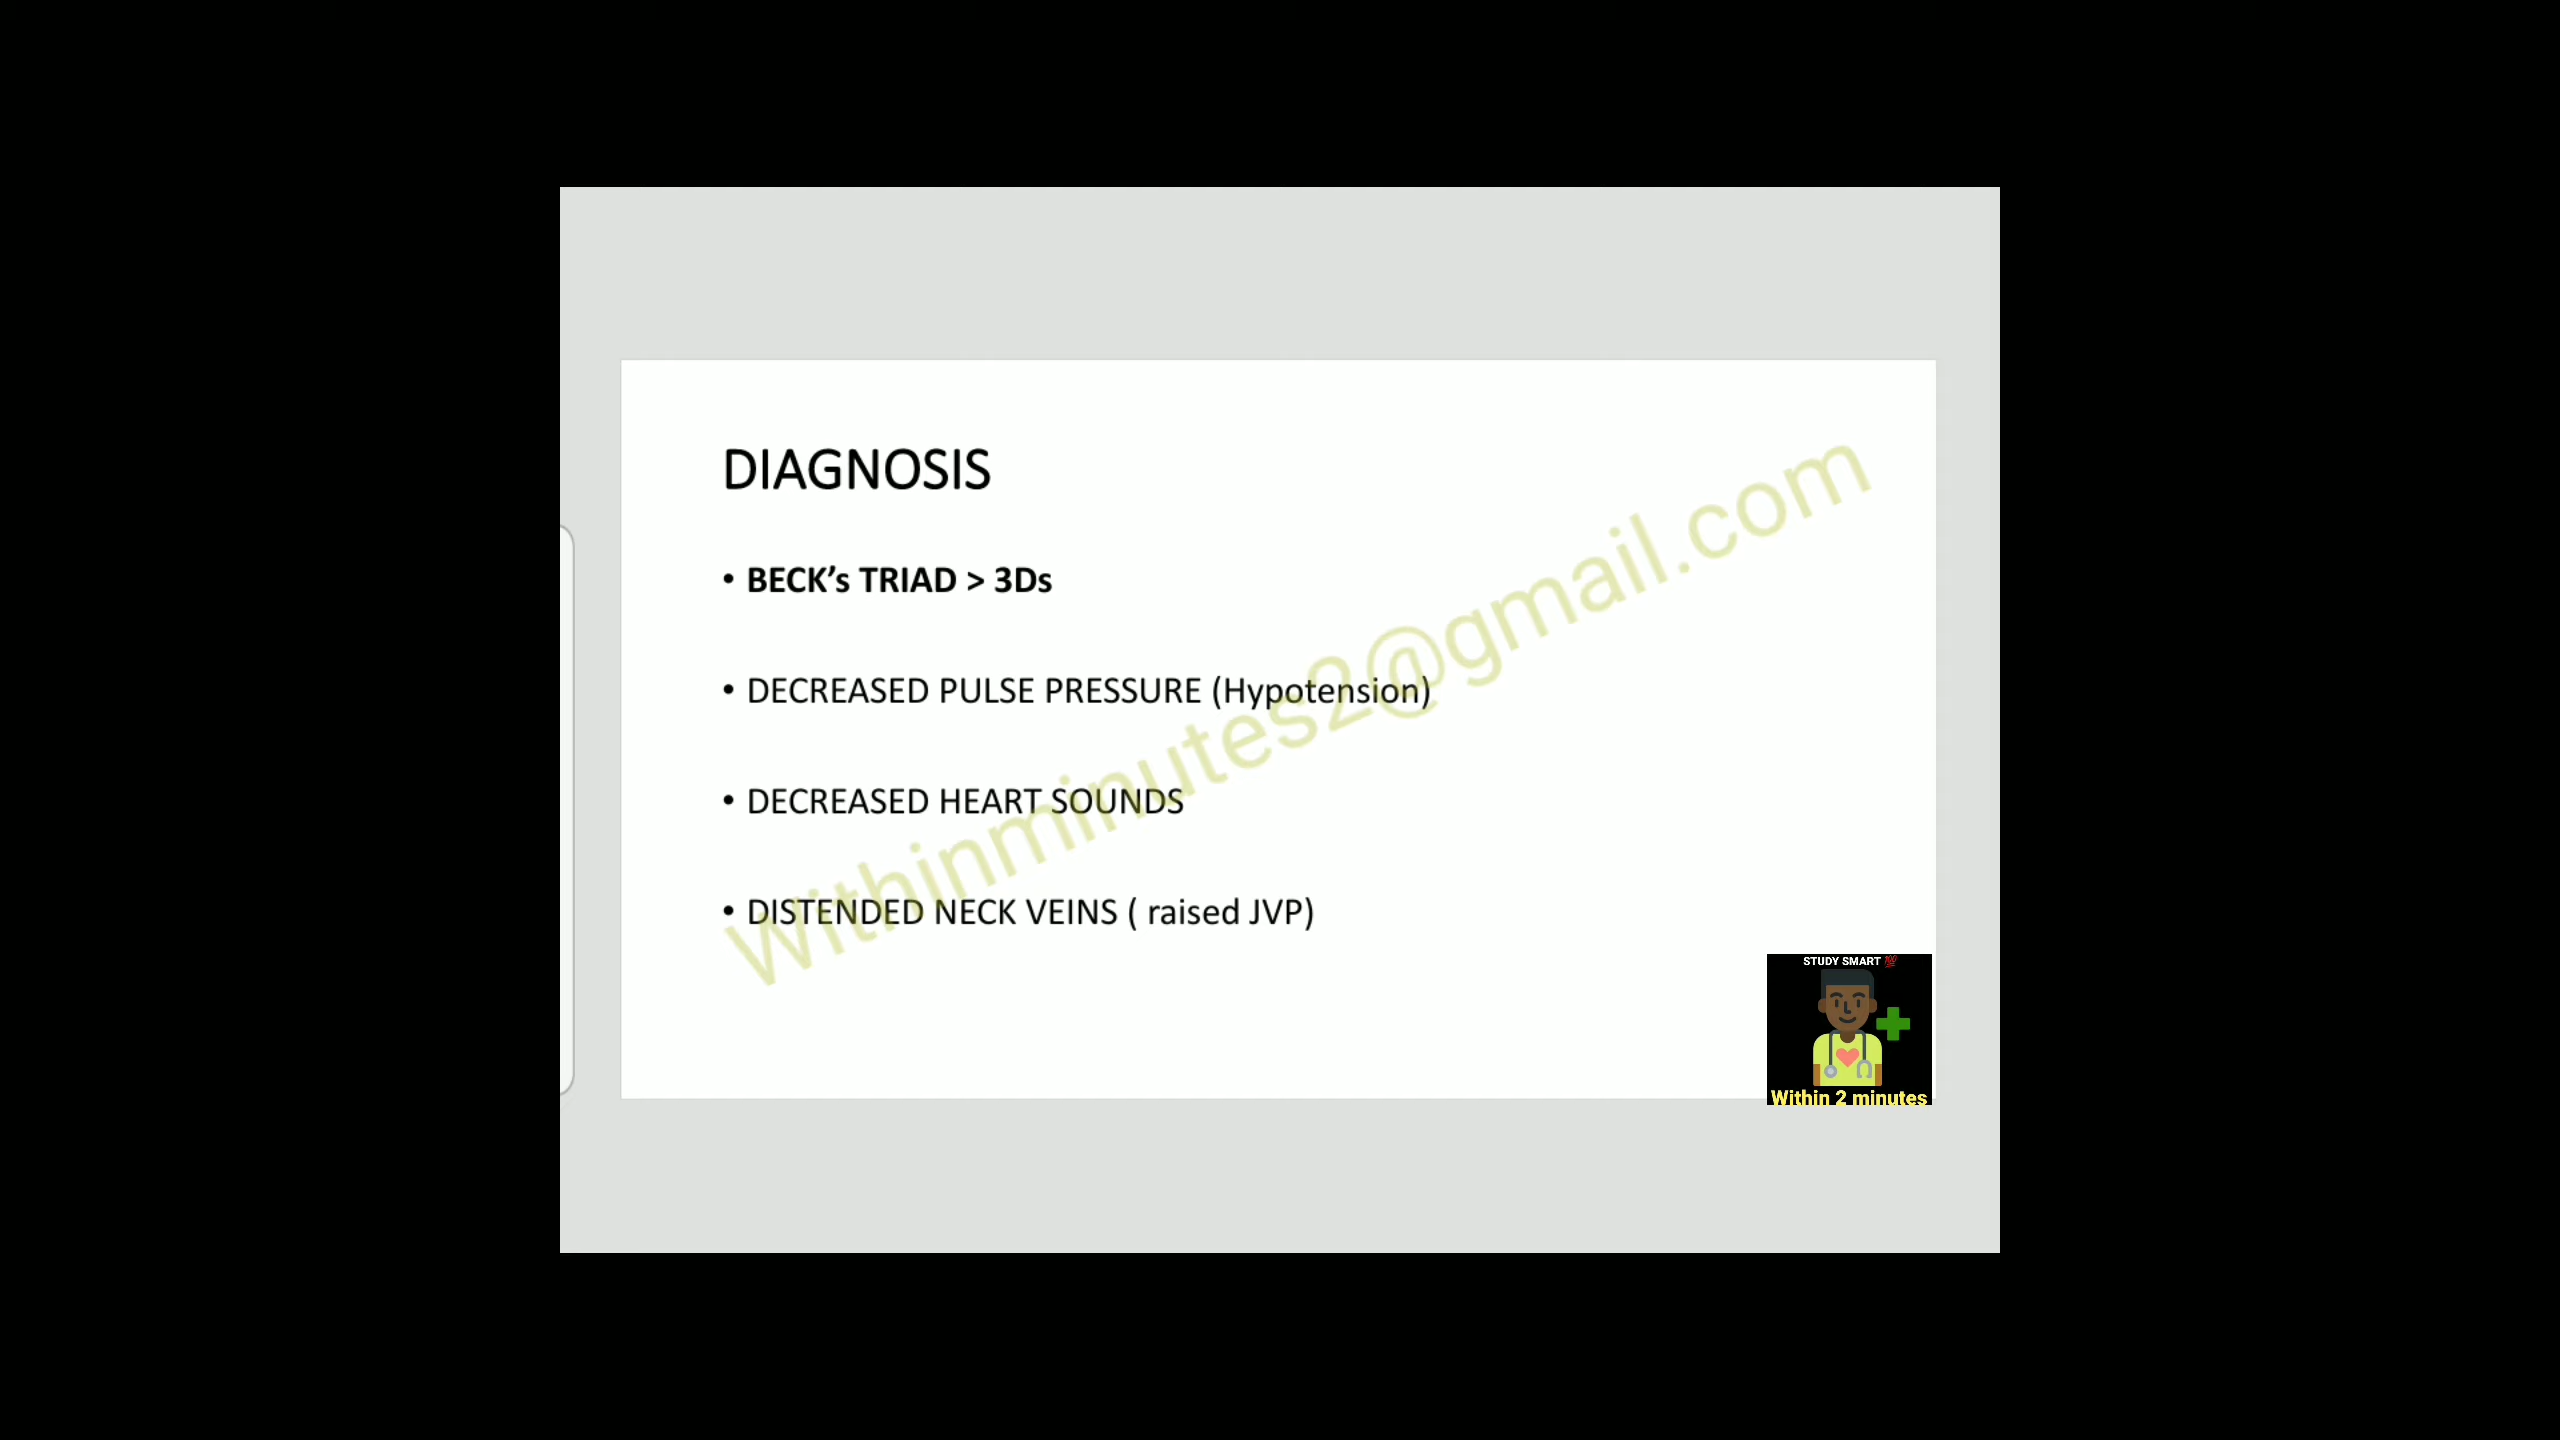 DIAGNOSIS
• BECK’s TRIAD > 3Ds
• DECREASED PULSE PRESSURE (Hypotension)
• DECREASED HEART SOUNDS
• DISTENDED NECK VEINS ( raised JVP)
Withinminutes2@gmail.com
STUDY SMART 💯
Within 2 minutes